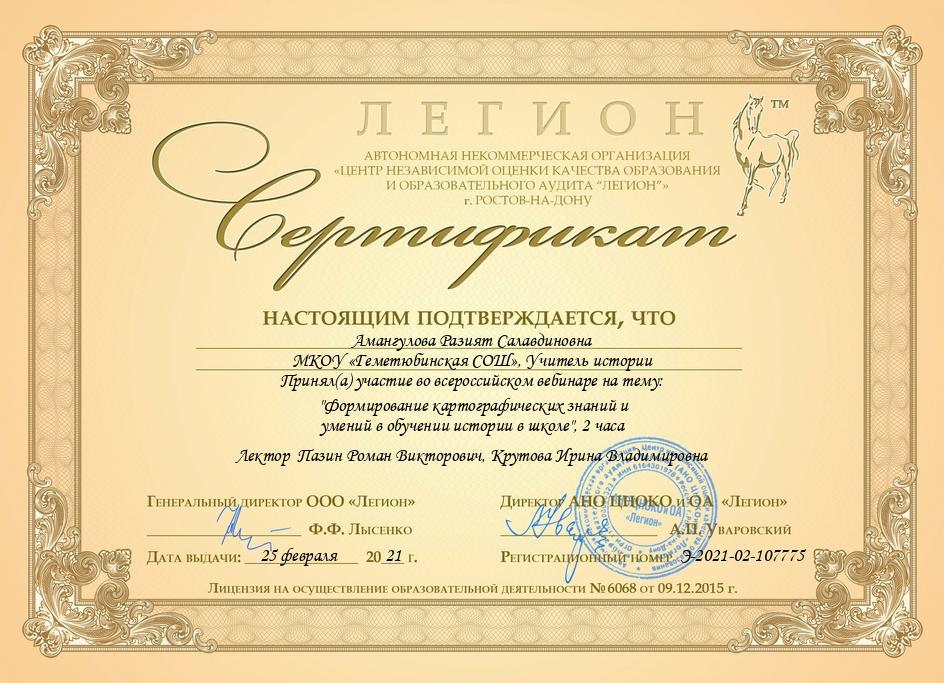 ЛЕГИОН ™
АВТОНОМНАЯ НЕКОММЕРЧЕСКАЯ ОРГАНИЗАЦИЯ
«ЦЕНТР НЕЗАВИСИМОЙ ОЦЕНКИ КАЧЕСТВА ОБРАЗОВАНИЯ
И ОБРАЗОВАТЕЛЬНОГО АУДИТА "ЛЕГИОН"»
г. РОСТОВ-НА-ДОНУ
Сертификат
НАСТОЯЩИМ ПОДТВЕРЖДАЕТСЯ, ЧТО
Амангулова Разият Салавдиновна
МКОУ «Геметюбинская СОШ», Учитель истории
Принял(а) участие во всероссийском вебинаре на тему:
"Формирование картографических знаний и
умений в обучении истории в школе", 2 часа
Лектор Пазин Роман Викторович, Крутова Ирина Владимировна
Генеральный директор ООО «Легион»
Ф.Ф. Лысенко
Директор АНО ЦНОКО и ОА «Легион»
А.П. Уваровский
Дата выдачи: 25 февраля 20 21 г.
Регистрационный номер Э-2021-02-107775
Лицензия на осуществление образовательной деятельности №6068 от 09.12.2015 г.